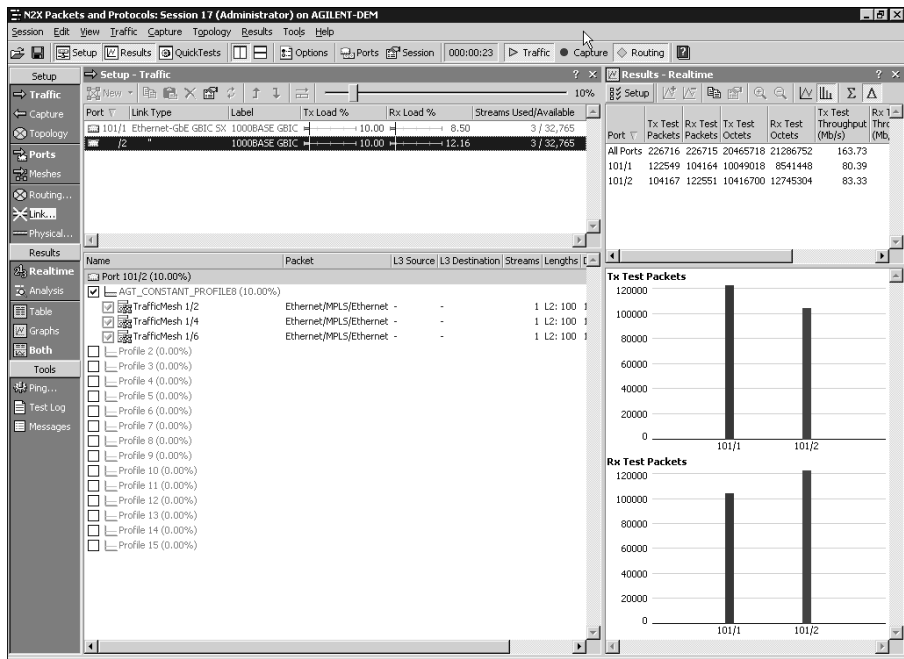 N2X Packets and Protocols: Session 17 (Administrator) on AGILENT-DEM
Session Edit View Traffic Capture Topology Results Tools Help
Setup Results QuickTests Options Ports Session 000:00:23 Traffic Capture Routing
Setup
Traffic
Capture
Topology
Ports
Meshes
Routing...
Link...
Physical...
Results
Realtime
Analysis
Table
Graphs
Both
Tools
Ping...
Test Log
Messages
Setup - Traffic ? ×
New 10%
Port Link Type Label Tx Load % Rx Load % Streams Used/Available
101/1 Ethernet-GbE GBIC SX 1000BASE GBIC 10.00 8.50 3 / 32,765
/2 " 1000BASE GBIC 10.00 12.16 3 / 32,765
Name Packet L3 Source L3 Destination Streams Lengths
Port 101/2 (10.00%)
AGT_CONSTANT_PROFILE8 (10.00%)
TrafficMesh 1/2 Ethernet/MPLS/Ethernet - - 1 L2: 100
TrafficMesh 1/4 Ethernet/MPLS/Ethernet - - 1 L2: 100
TrafficMesh 1/6 Ethernet/MPLS/Ethernet - - 1 L2: 100
Profile 2 (0.00%)
Profile 3 (0.00%)
Profile 4 (0.00%)
Profile 5 (0.00%)
Profile 6 (0.00%)
Profile 7 (0.00%)
Profile 8 (0.00%)
Profile 9 (0.00%)
Profile 10 (0.00%)
Profile 11 (0.00%)
Profile 12 (0.00%)
Profile 13 (0.00%)
Profile 14 (0.00%)
Profile 15 (0.00%)
Results - Realtime ? ×
Setup Σ Δ
Port Tx Test Packets Rx Test Packets Tx Test Octets Rx Test Octets Tx Test Throughput (Mb/s)
All Ports 226716 226715 20465718 21286752 163.73
101/1 122549 104164 10049018 8541448 80.39
101/2 104167 122551 10416700 12745304 83.33
Tx Test Packets
120000
100000
80000
60000
40000
20000
0
101/1 101/2
Rx Test Packets
120000
100000
80000
60000
40000
20000
0
101/1 101/2